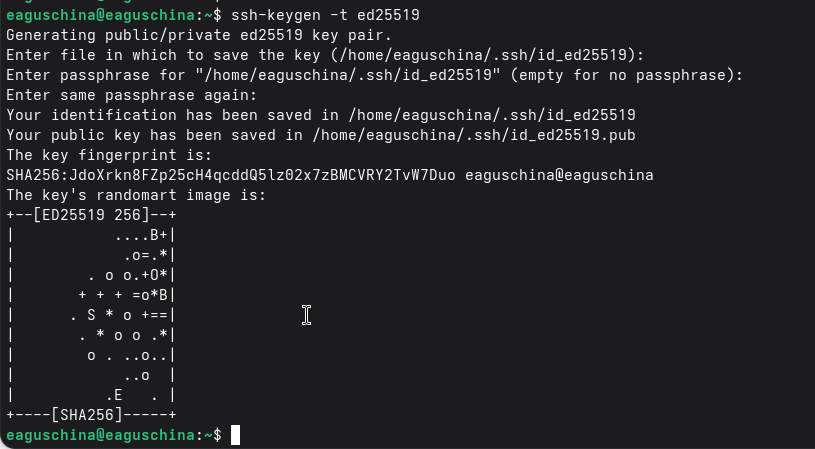 eaguschina@eaguschina:~$ ssh-keygen -t ed25519
Generating public/private ed25519 key pair.
Enter file in which to save the key (/home/eaguschina/.ssh/id_ed25519):
Enter passphrase for "/home/eaguschina/.ssh/id_ed25519" (empty for no passphrase):
Enter same passphrase again:
Your identification has been saved in /home/eaguschina/.ssh/id_ed25519
Your public key has been saved in /home/eaguschina/.ssh/id_ed25519.pub
The key fingerprint is:
SHA256:JdoXrkn8FZp25cH4qcddQ5lz02x7zBMCVRY2TvW7Duo eaguschina@eaguschina
The key's randomart image is:
+--[ED25519 256]--+
|           ....B+|
|            .o=.*|
|        . o o.+O*|
|       + + + =o*B|
|      . S * o +==|
|       . * o o .*|
|        o . ..o..|
|            ..o  |
|          .E   . |
+----[SHA256]-----+
eaguschina@eaguschina:~$